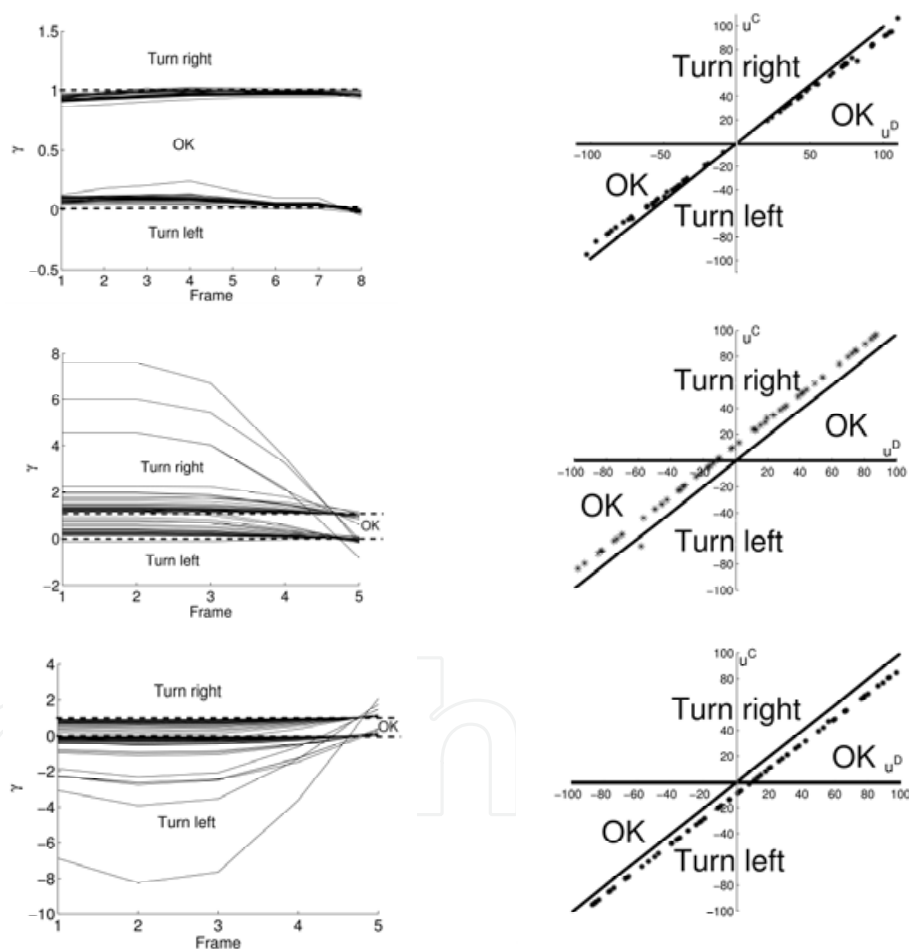 1.5
1
0.5
0
−0.5
γ
Turn right
OK
Turn left
1 2 3 4 5 6 7 8
Frame
u^C
100
80
60
40
20
Turn right
OK u^D
−100 −50 50 100
OK
Turn left
−20
−40
−60
−80
−100
8
6
4
2
0
−2
γ
Turn right
OK
Turn left
1 2 3 4 5
Frame
100 u^C
80
60
40
20
Turn right
OK u^D
−100 −80 −60 −40 −20 20 40 60 80 100
OK
Turn left
−20
−40
−60
−80
−100
4
2
0
−2
−4
−6
−8
−10
γ
Turn right
OK
Turn left
1 2 3 4 5
Frame
100 u^C
80
60
40
20
Turn right
OK u^D
-100 -80 -60 -40 -20 20 40 60 80 100
OK
Turn left
-20
-40
-60
-80
-100